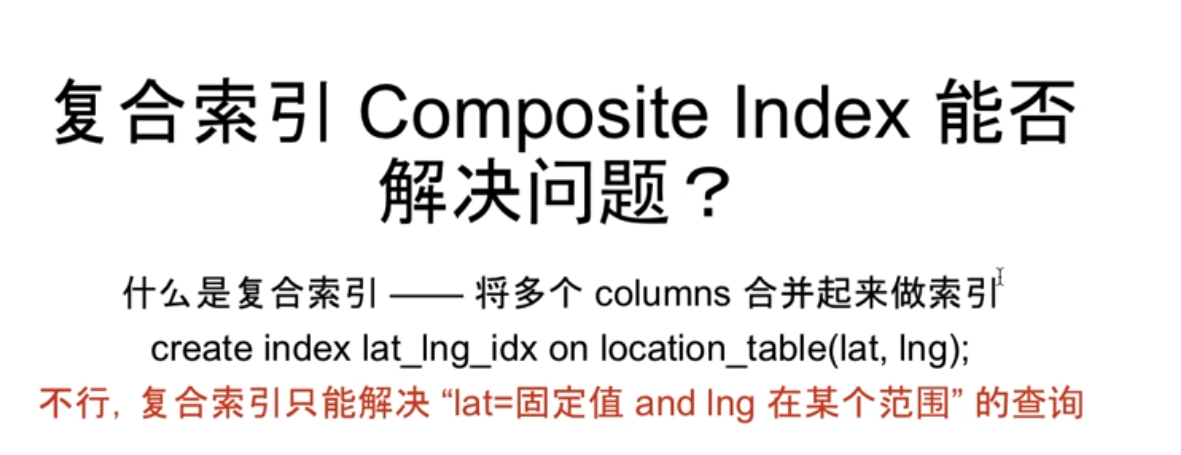 复合索引 Composite Index 能否
解决问题？
什么是复合索引 —— 将多个 columns 合并起来做索引
create index lat_lng_idx on location_table(lat, lng);
不行，复合索引只能解决 “lat=固定值 and lng 在某个范围” 的查询